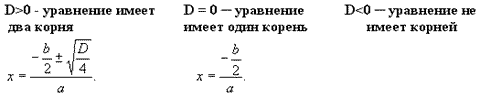 D>0 - уравнение имеет два корня
x = (-b/2 ± √(D/4))/a.
D = 0 — уравнение имеет один корень
x = (-b/2)/a.
D<0 — уравнение не имеет корней